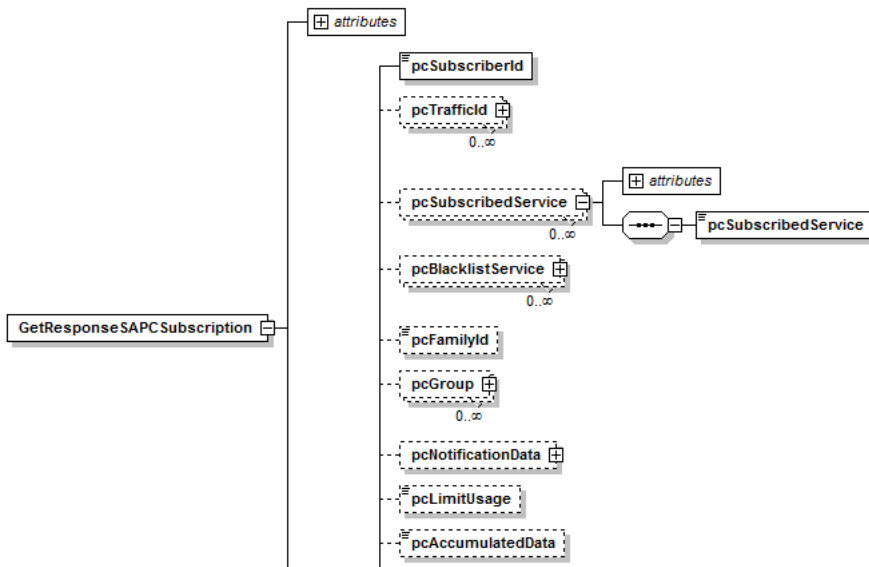 attributes
pcSubscriberId
pcTrafficId
0..∞
attributes
pcSubscribedService
0..∞
pcSubscribedService
pcBlacklistService
0..∞
GetResponseSAPCSubscription
pcFamilyId
pcGroup
0..∞
pcNotificationData
pcLimitUsage
pcAccumulatedData